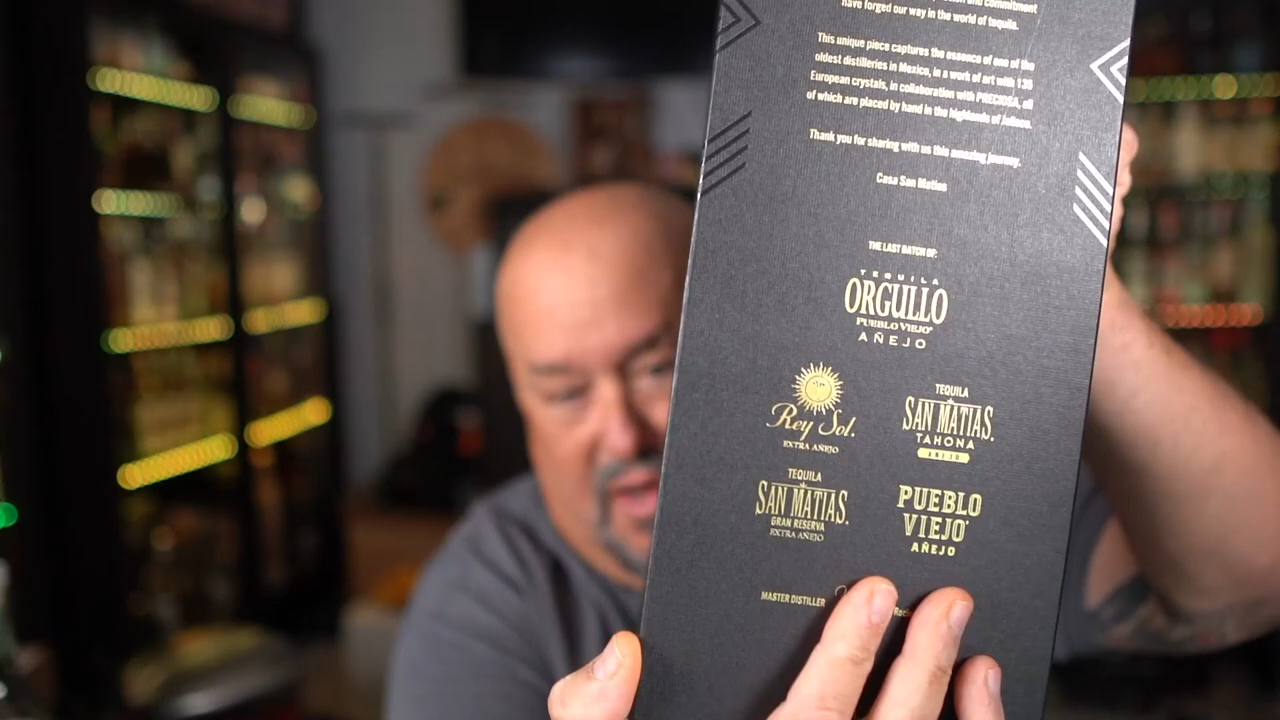 and commitment
have forged our way in the world of tequila.
This unique piece captures the essence of one of the
oldest distilleries in Mexico, in a work of art with 136
European crystals, in collaboration with PRECIOSA, all
of which are placed by hand in the highlands of Jalisco.
Thank you for sharing with us this amazing journey.
Casa San Matias
THE LAST BATCH OF:
TEQUILA
ORGULLO
PUEBLO VIEJO
AÑEJO
Rey Sol.
EXTRA AÑEJO
TEQUILA
SAN MATIAS.
TAHONA
AÑEJO
TEQUILA
SAN MATIAS.
GRAN RESERVA
EXTRA AÑEJO
PUEBLO
VIEJO
AÑEJO
MASTER DISTILLER